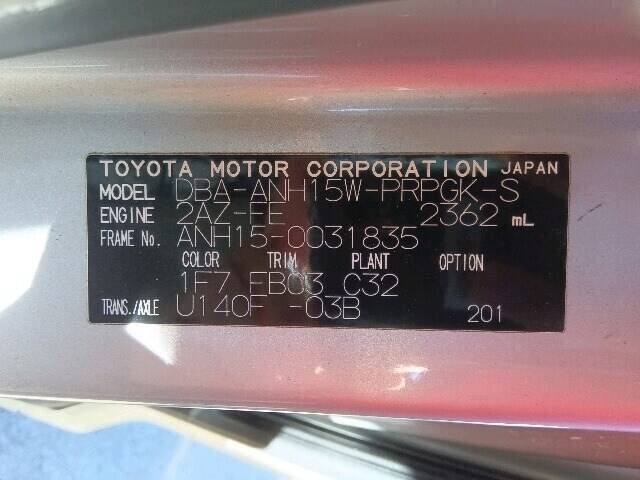 TOYOTA MOTOR CORPORATION JAPAN
MODEL DBA-ANH15W-PRPGK-S
ENGINE 2AZ-FE 2362 mL
FRAME No. ANH15-0031835
COLOR TRIM PLANT OPTION
1F7 FB03 C32
TRANS./AXLE U140F -03B 201